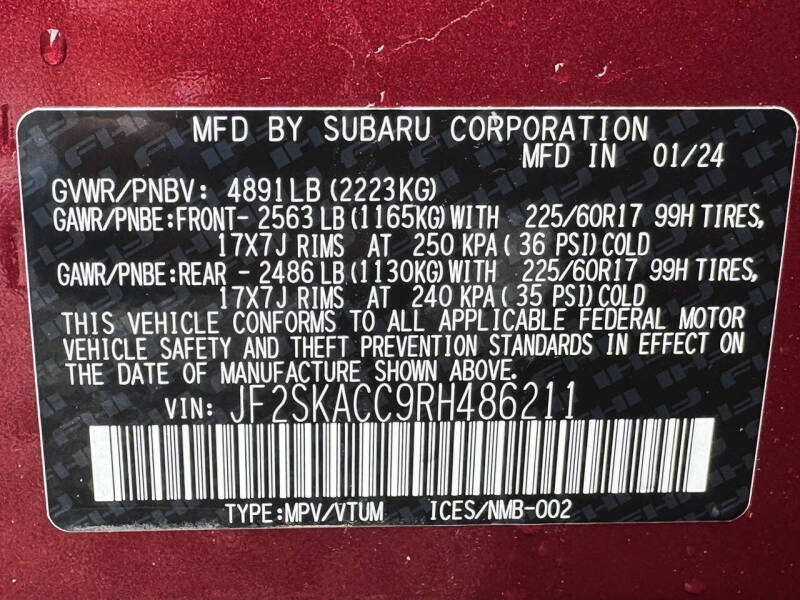 MFD BY SUBARU CORPORATION
MFD IN 01/24
GVWR/PNBV: 4891LB(2223KG)
GAWR/PNBE:FRONT- 2563LB(1165KG)WITH 225/60R17 99H TIRES,
17X7J RIMS AT 250 KPA( 36 PSI)COLD
GAWR/PNBE:REAR - 2486LB(1130KG)WITH 225/60R17 99H TIRES,
17X7J RIMS AT 240 KPA( 35 PSI)COLD
THIS VEHICLE CONFORMS TO ALL APPLICABLE FEDERAL MOTOR
VEHICLE SAFETY AND THEFT PREVENTION STANDARDS IN EFFECT ON
THE DATE OF MANUFACTURE SHOWN ABOVE.
VIN: JF2SKACC9RH486211
TYPE:MPV/VTUM ICES/NMB-002